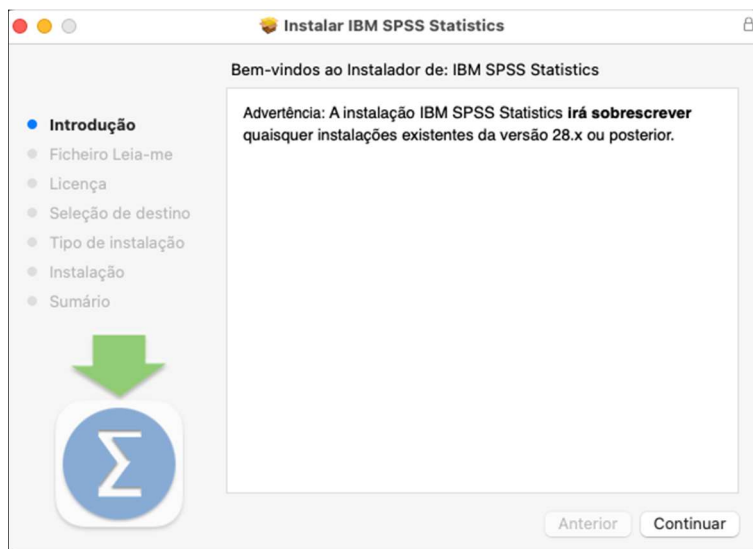 Instalar IBM SPSS Statistics
Bem-vindos ao Instalador de: IBM SPSS Statistics
Introdução
Ficheiro Leia-me
Licença
Seleção de destino
Tipo de instalação
Instalação
Sumário
Advertência: A instalação IBM SPSS Statistics irá sobrescrever
quaisquer instalações existentes da versão 28.x ou posterior.
Σ
Anterior
Continuar